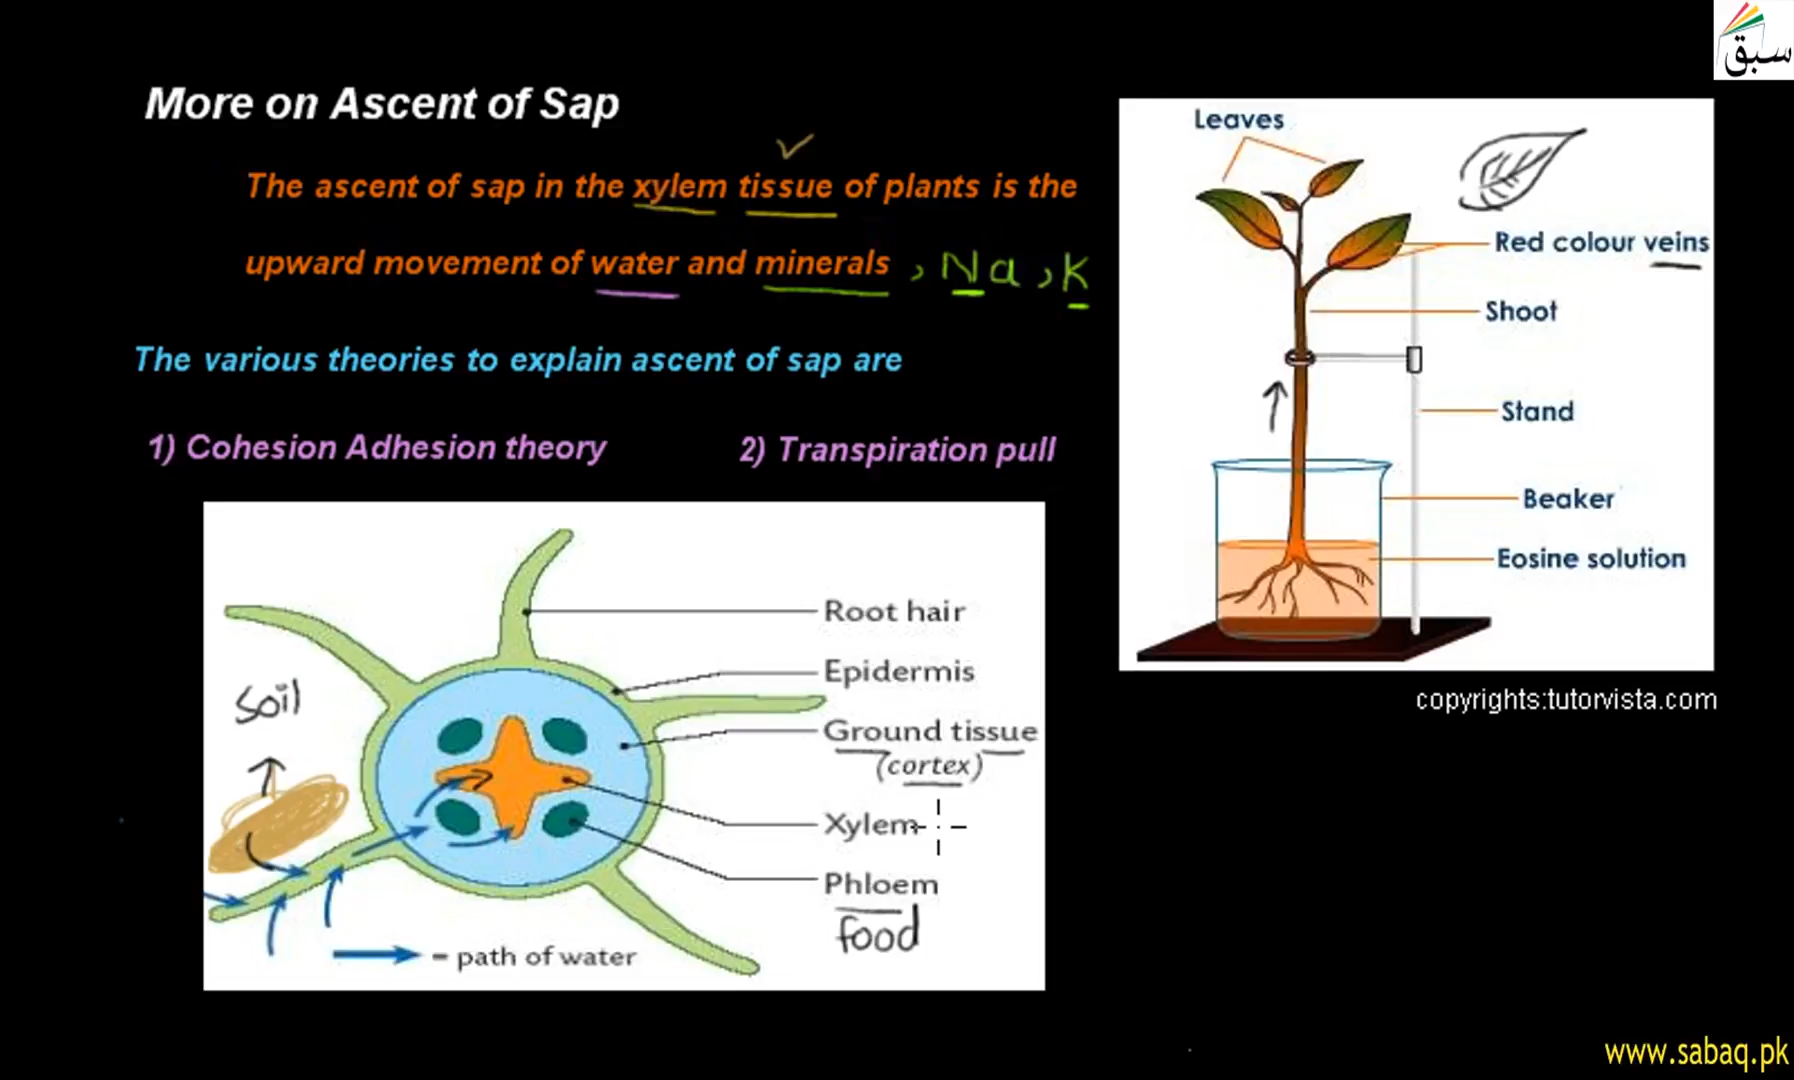 سبق
More on Ascent of Sap
The ascent of sap in the xylem tissue of plants is the
upward movement of water and minerals , Na , K
The various theories to explain ascent of sap are
1) Cohesion Adhesion theory 2) Transpiration pull
Leaves
Red colour veins
Shoot
Stand
Beaker
Eosine solution
copyrights:tutorvista.com
Root hair
Epidermis
Ground tissue
(cortex)
Xylem
Phloem
food
soil
= path of water
www.sabaq.pk